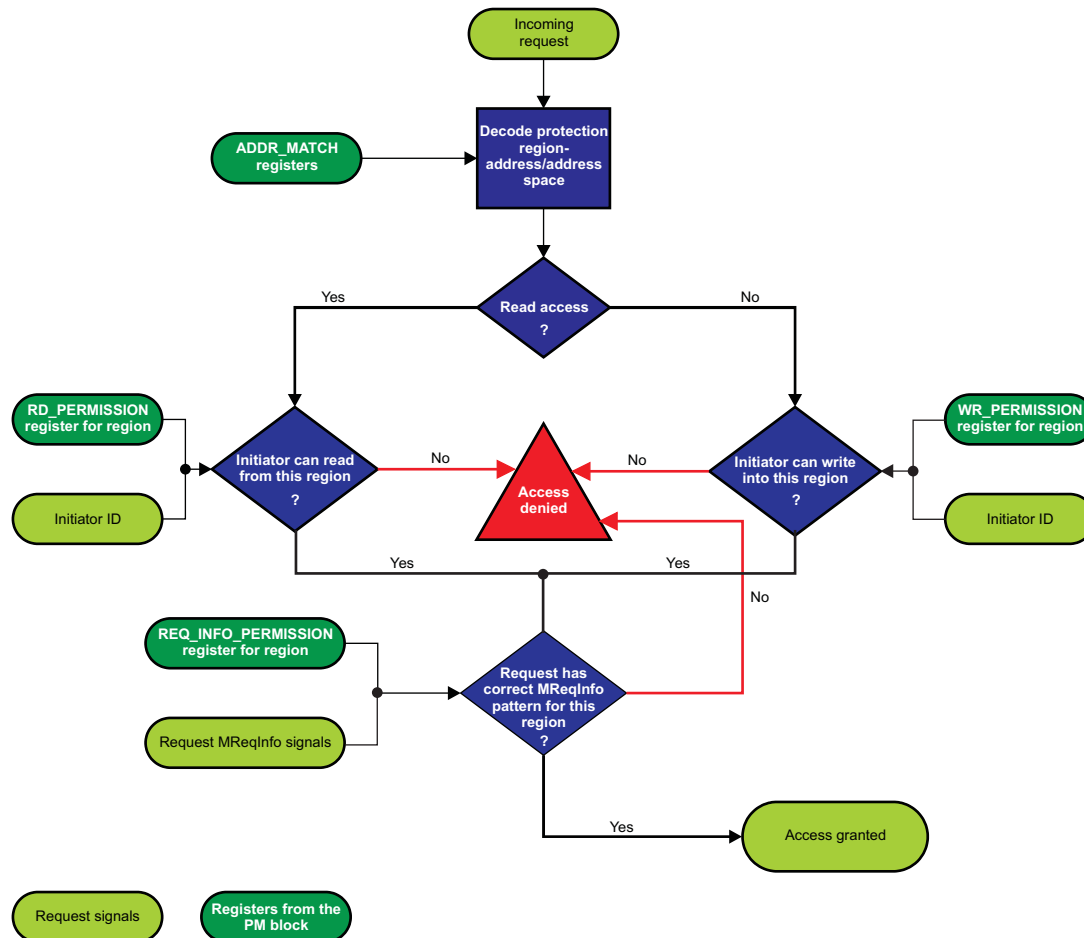 Incoming
request
Decode protection
region-
address/address
space
ADDR_MATCH
registers
Yes
No
Read access
?
RD_PERMISSION
register for region
WR_PERMISSION
register for region
No
No
Initiator can read
from this region
?
Access
denied
Initiator can write
into this region
?
Initiator ID
Initiator ID
Yes
Yes
No
REQ_INFO_PERMISSION
register for region
Request has
correct MReqInfo
pattern for this
region
?
Request MReqInfo signals
Yes
Access granted
Request signals
Registers from the
PM block